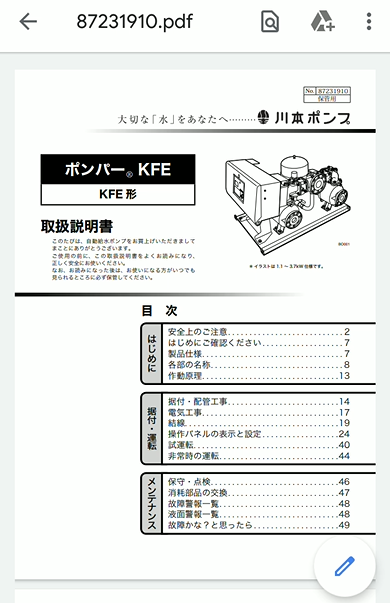 87231910.pdf
No. 87231910
保管用
大切な「水」をあなたへ………川本ポンプ
ポンパー® KFE
KFE 形
取扱説明書
このたびは、自動給水ポンプをお買上げいただきまして
まことにありがとうございます。
ご使用の前に、この取扱説明書をよくお読みになり、
正しく安全にお使いください。
なお、お読みになった後は、お使いになる方がいつでも
見られるところに必ず保管してください。
※ イラストは 1.1 〜 3.7kW 仕様です。
目 次
はじめに
安全上のご注意 2
はじめにご確認ください 7
製品仕様 7
各部の名称 8
作動原理 13
据付・運転
据付・配管工事 14
電気工事 17
結線 19
操作パネルの表示と設定 24
試運転 40
非常時の運転 44
メンテナンス
保守・点検 46
消耗部品の交換 47
故障警報一覧 48
液面警報一覧 48
故障かな？と思ったら 49